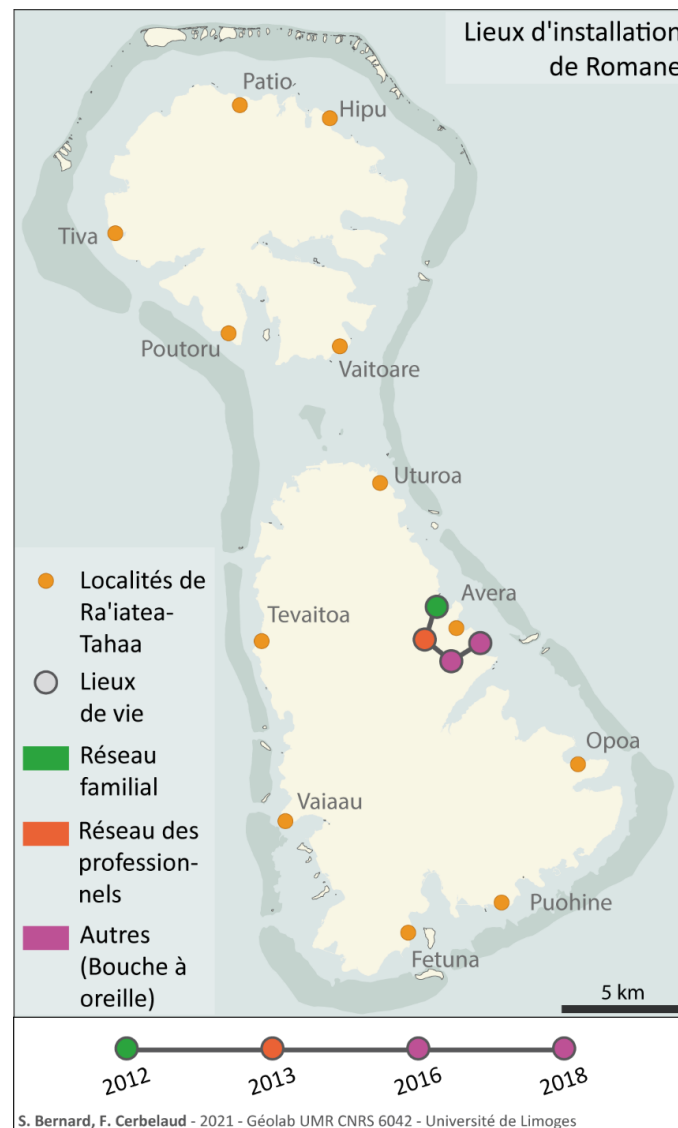 Lieux d'installation
de Romane
Patio
Hipu
Tiva
Poutoru
Vaitoare
Uturoa
Avera
Tevaitoa
Opoa
Vaiaau
Puohine
Fetuna
Localités de
Ra'iatea-
Tahaa
Lieux
de vie
Réseau
familial
Réseau des
profession-
nels
Autres
(Bouche à
oreille)
5 km
2012
2013
2016
2018
S. Bernard, F. Cerbelaud - 2021 - Géolab UMR CNRS 6042 - Université de Limoges